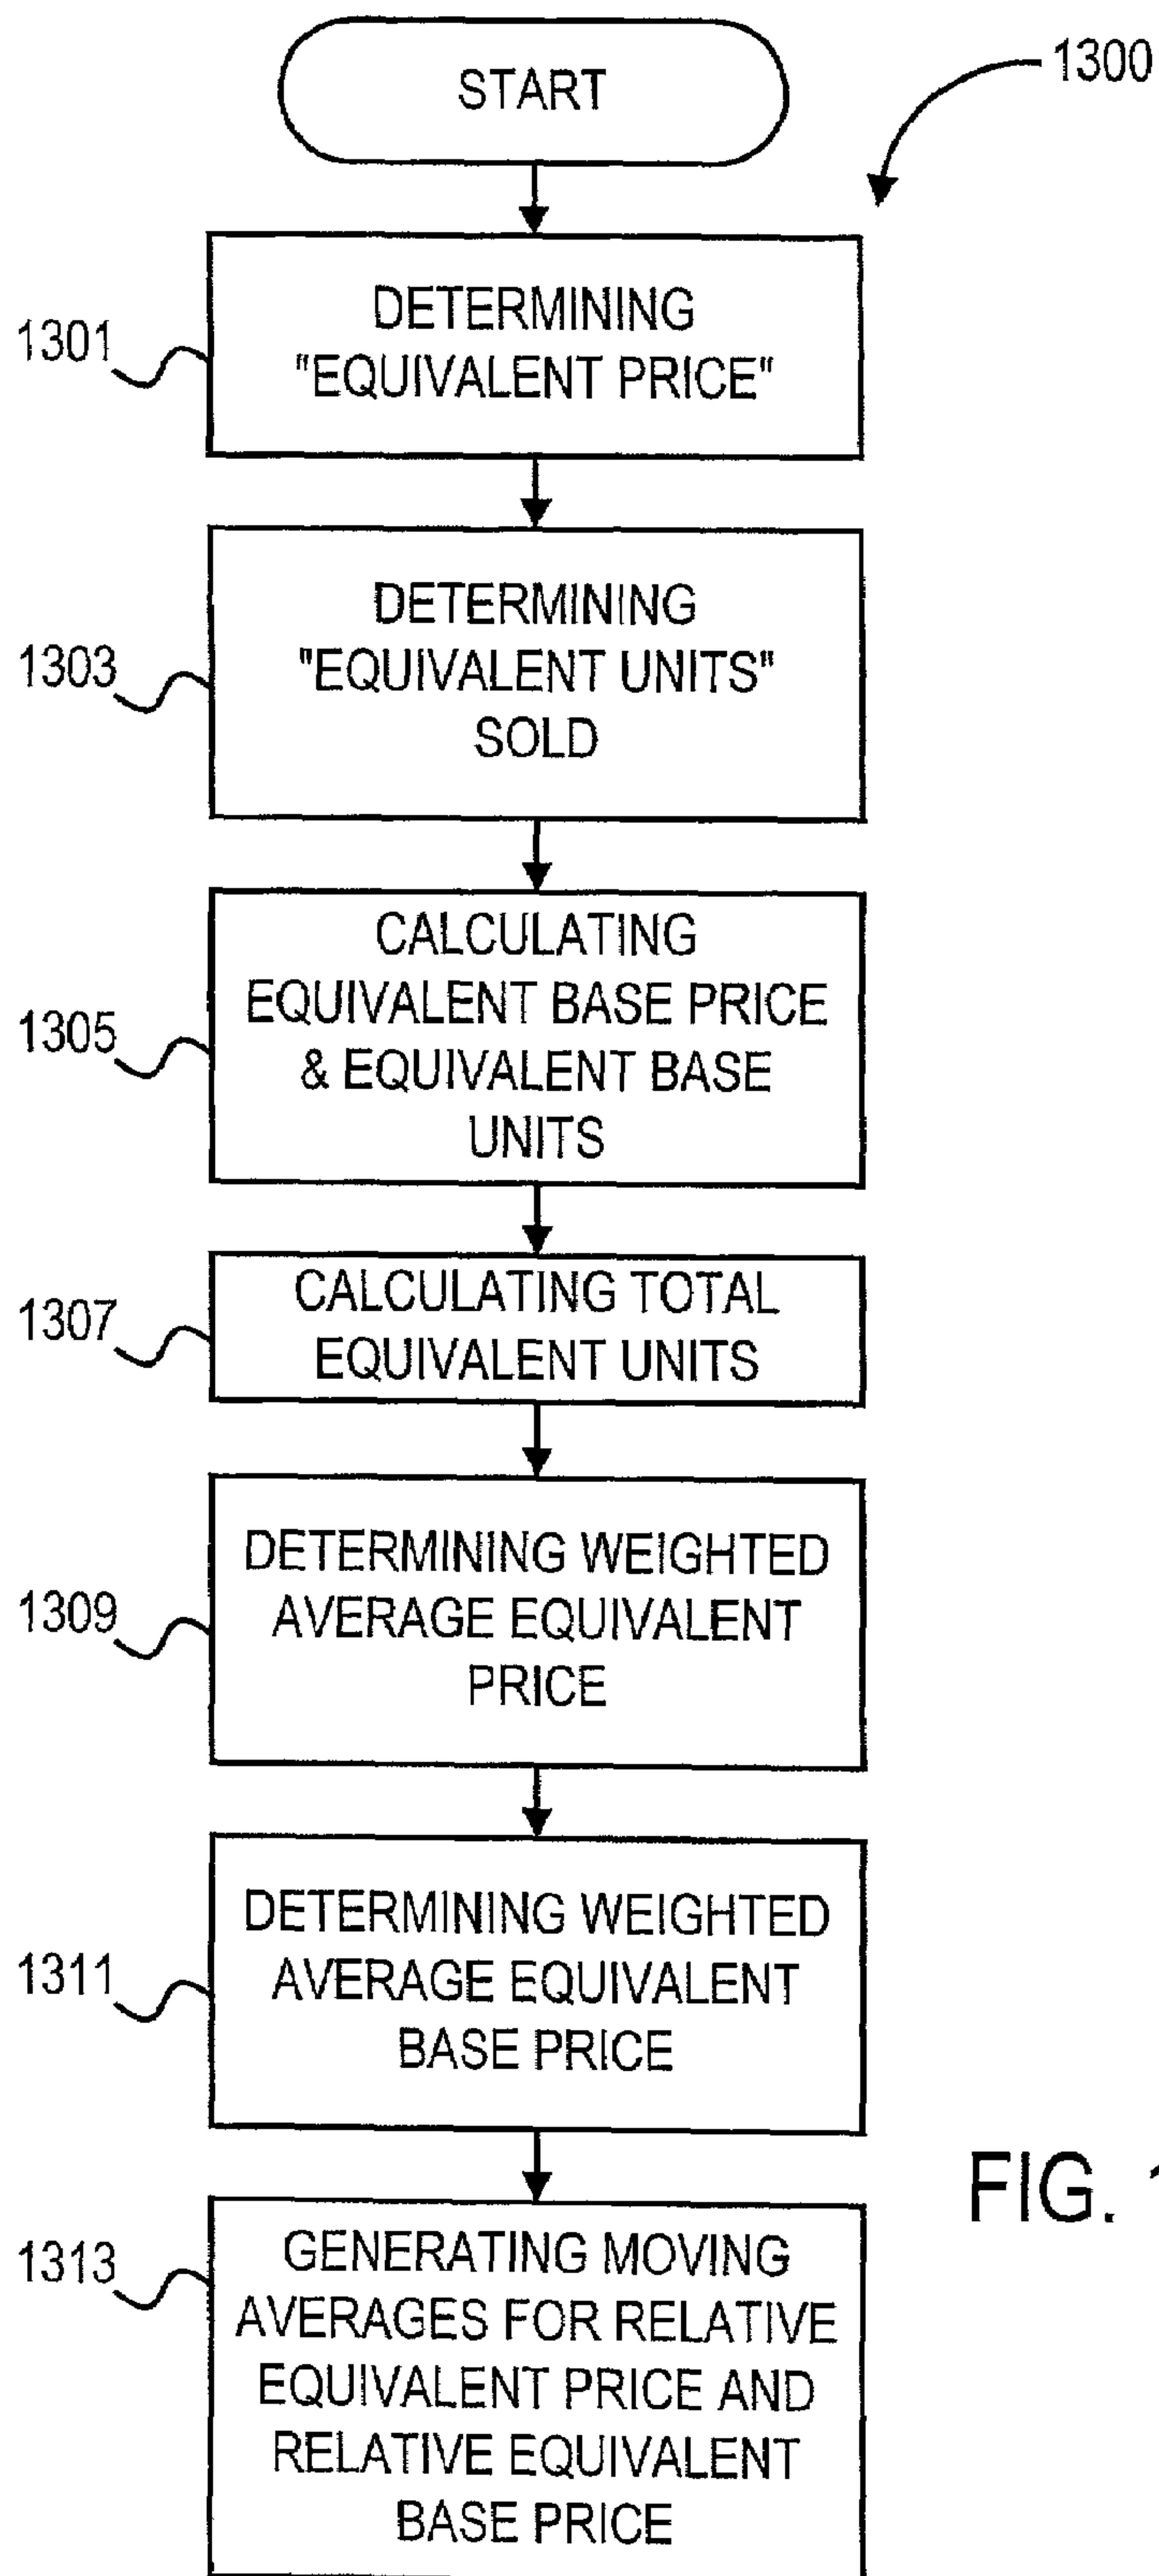 START
1300
1301
DETERMINING
"EQUIVALENT PRICE"
1303
DETERMINING
"EQUIVALENT UNITS"
SOLD
1305
CALCULATING
EQUIVALENT BASE PRICE
& EQUIVALENT BASE
UNITS
1307
CALCULATING TOTAL
EQUIVALENT UNITS
1309
DETERMINING WEIGHTED
AVERAGE EQUIVALENT
PRICE
1311
DETERMINING WEIGHTED
AVERAGE EQUIVALENT
BASE PRICE
1313
GENERATING MOVING
AVERAGES FOR RELATIVE
EQUIVALENT PRICE AND
RELATIVE EQUIVALENT
BASE PRICE
FIG.